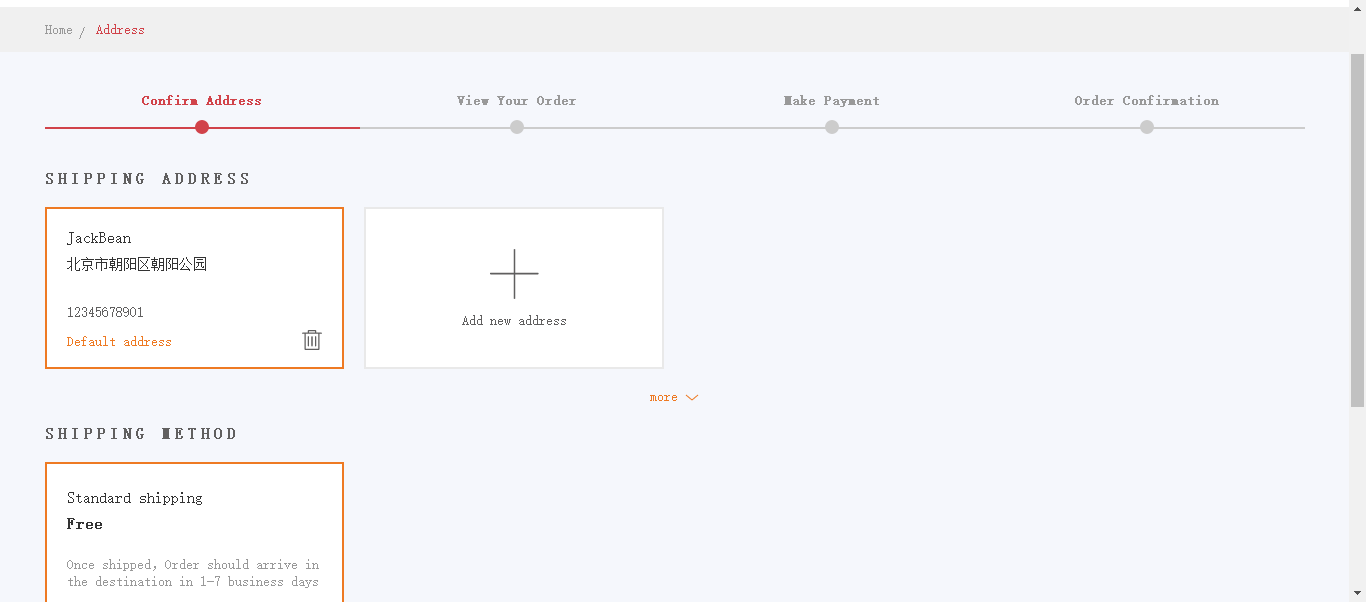 Home / Address
Confirm Address
View Your Order
Make Payment
Order Confirmation
SHIPPING ADDRESS
JackBean
北京市朝阳区朝阳公园
12345678901
Default address
Add new address
more
SHIPPING METHOD
Standard shipping
Free
Once shipped, Order should arrive in
the destination in 1-7 business days